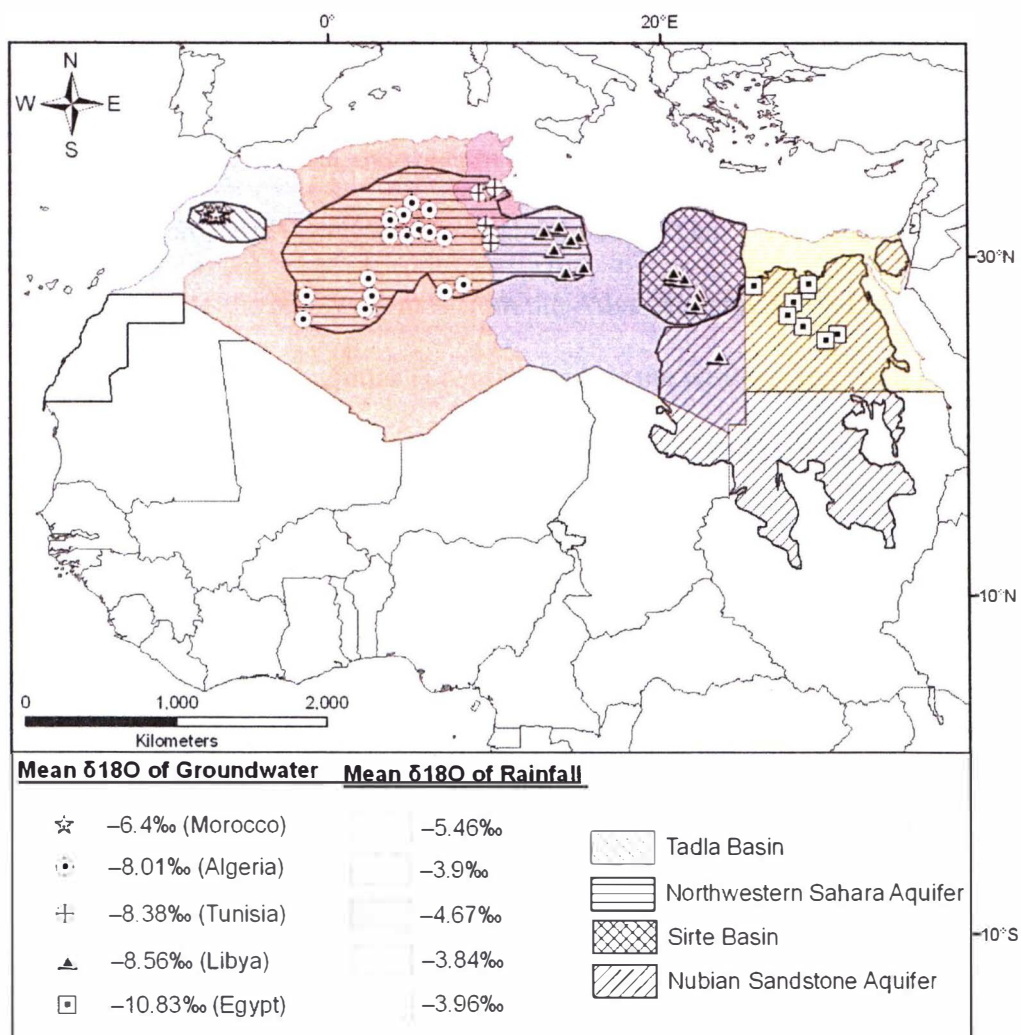 0° 20°E
N
W E
S
30°N
10°N
0 1,000 2,000
Kilometers
10°S
Mean δ18O of Groundwater Mean δ18O of Rainfall
–6.4‰ (Morocco) –5.46‰
–8.01‰ (Algeria) –3.9%
–8.38‰ (Tunisia) –4.67%
–8.56‰ (Libya) –3.84%
–10.83‰ (Egypt) –3.96%
Tadla Basin
Northwestern Sahara Aquifer
Sirte Basin
Nubian Sandstone Aquifer